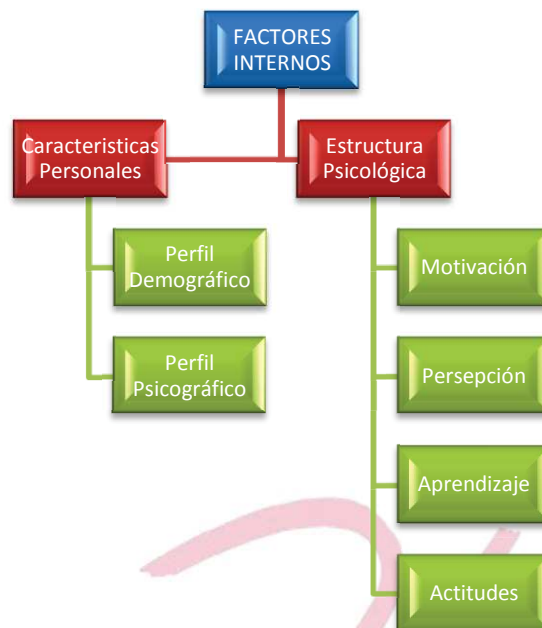 FACTORES
INTERNOS
Caracteristicas
Personales
Estructura
Psicológica
Perfil
Demográfico
Perfil
Psicográfico
Motivación
Persepción
Aprendizaje
Actitudes